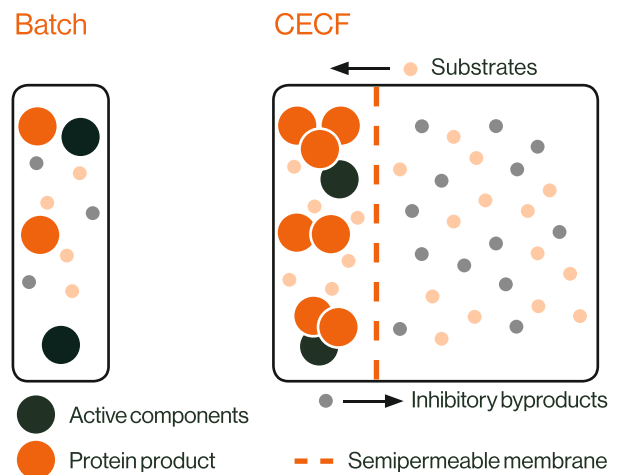 Batch
CECF
Substrates
Inhibitory byproducts
Active components
Protein product
Semipermeable membrane